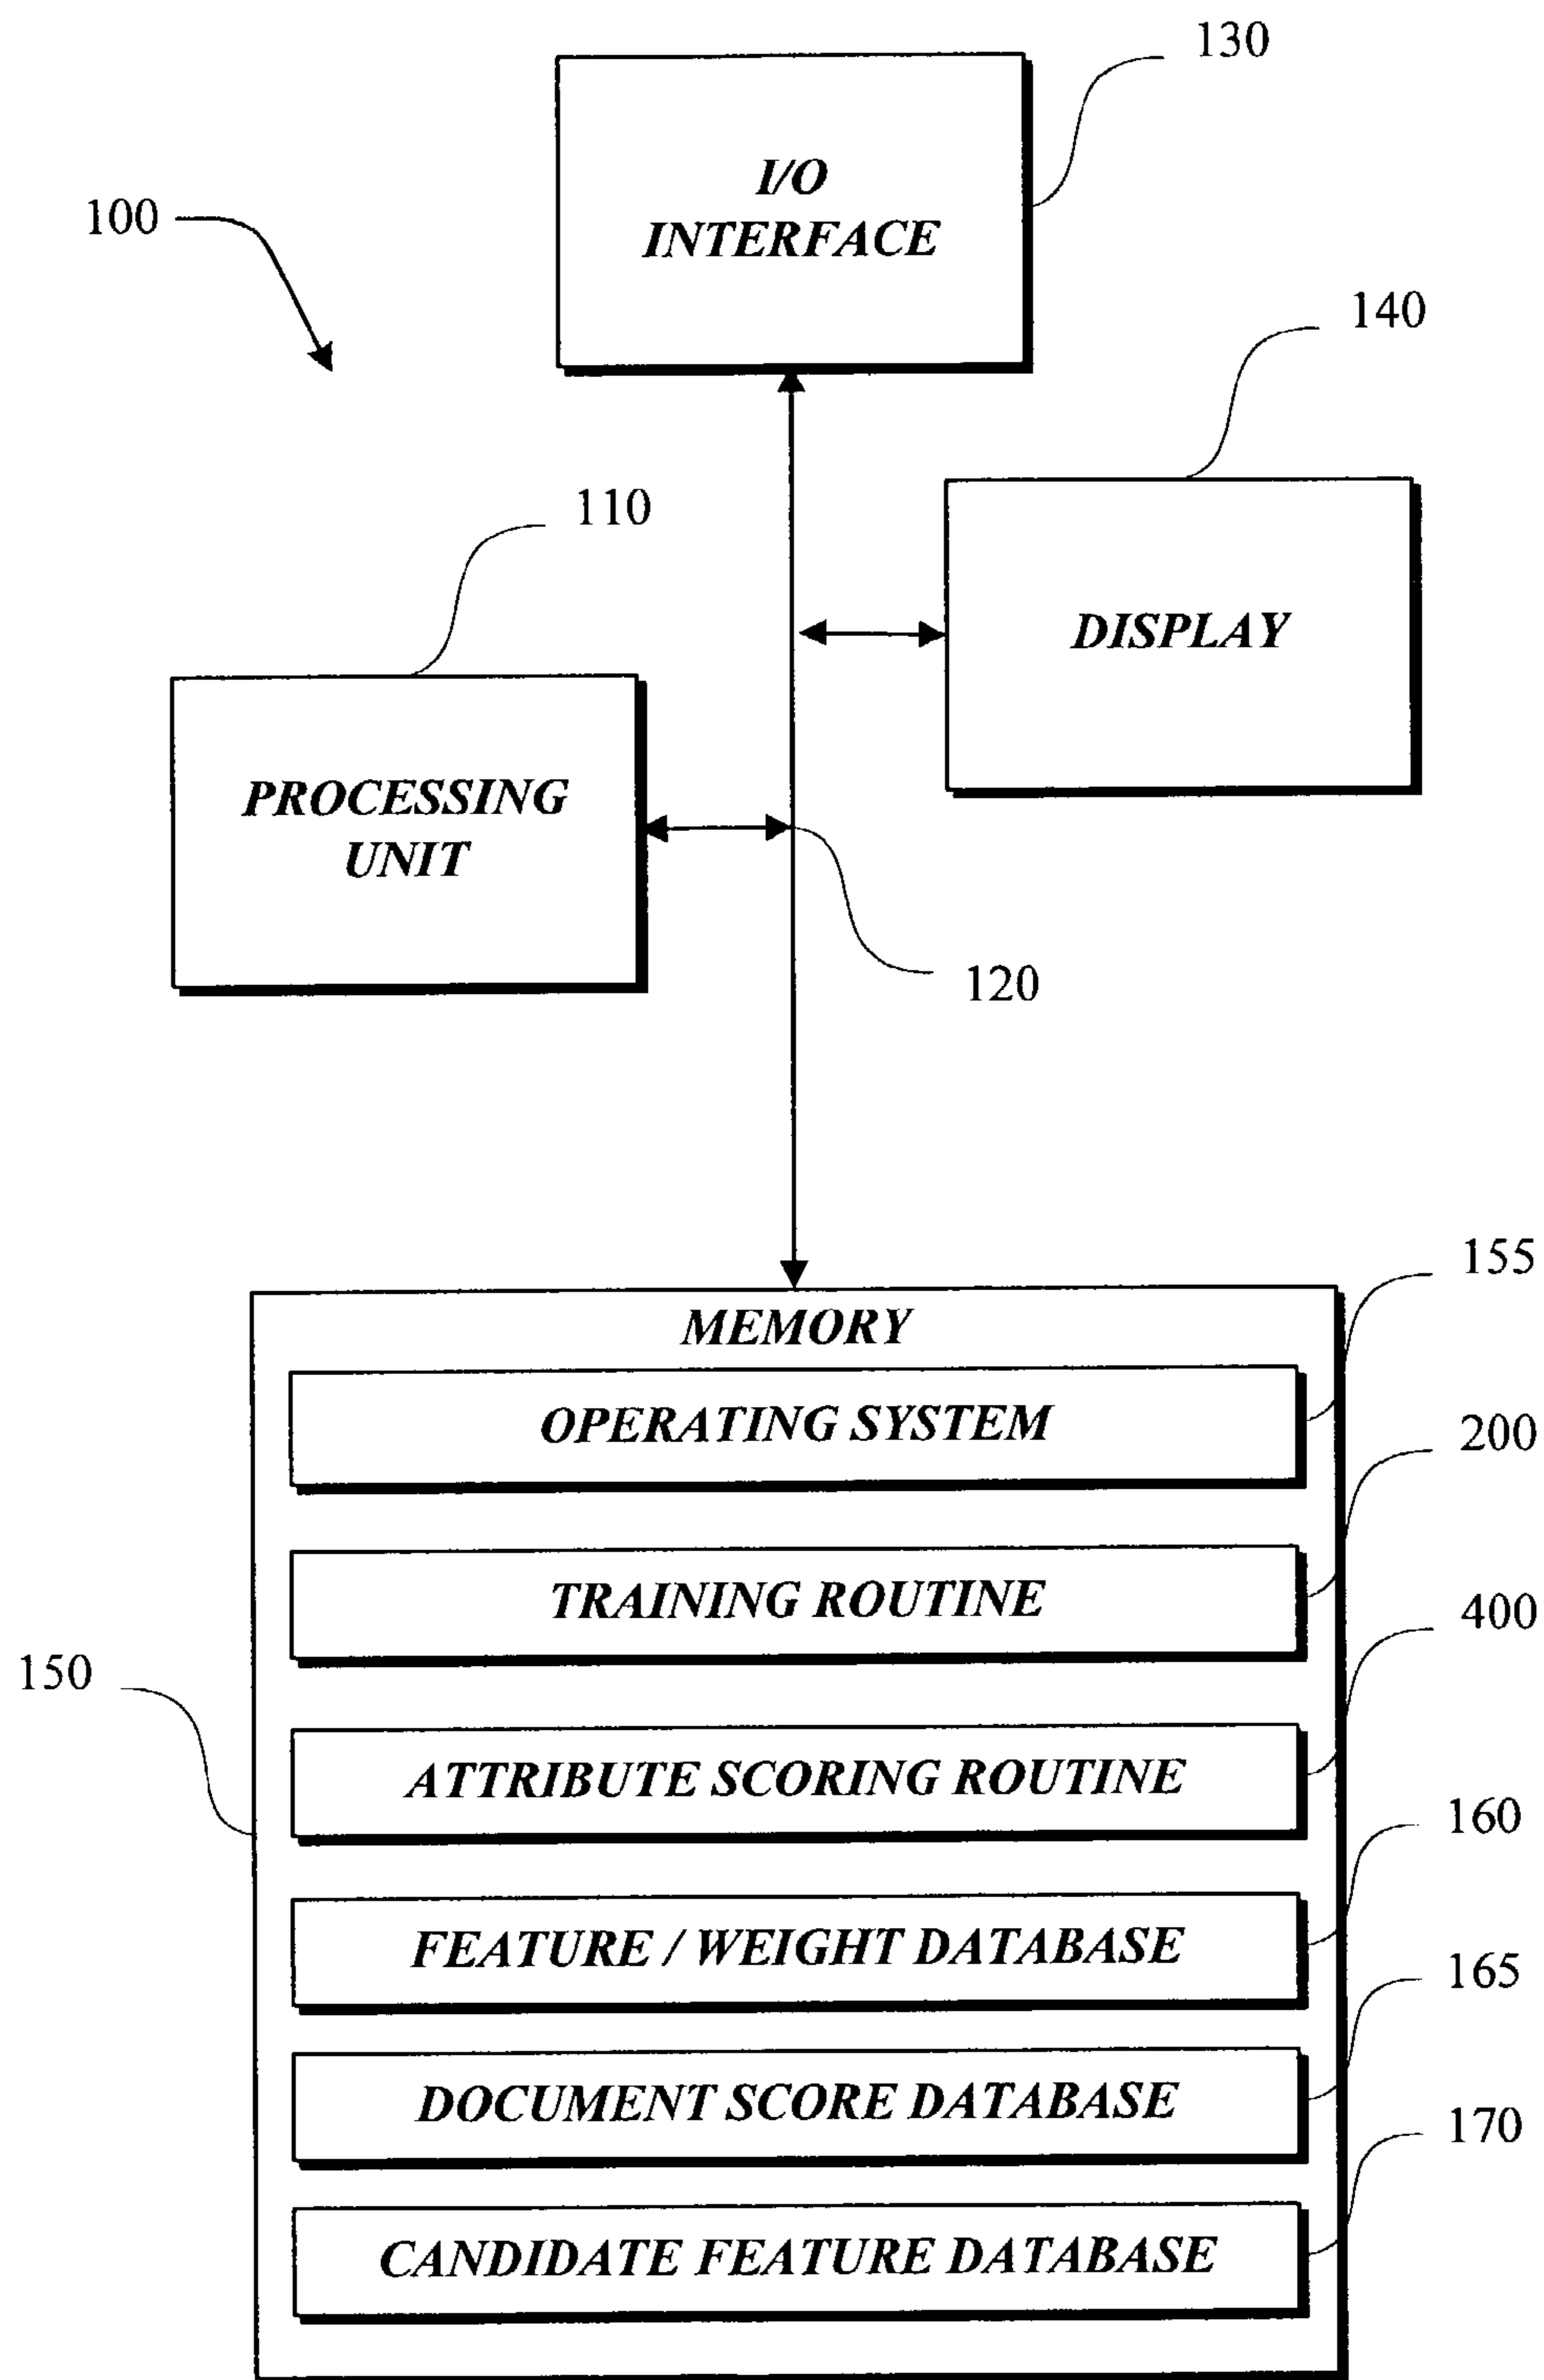 130
I/O
INTERFACE
100
140
110
DISPLAY
PROCESSING
UNIT
120
155
MEMORY
OPERATING SYSTEM
200
TRAINING ROUTINE
400
150
ATTRIBUTE SCORING ROUTINE
160
FEATURE / WEIGHT DATABASE
165
DOCUMENT SCORE DATABASE
170
CANDIDATE FEATURE DATABASE